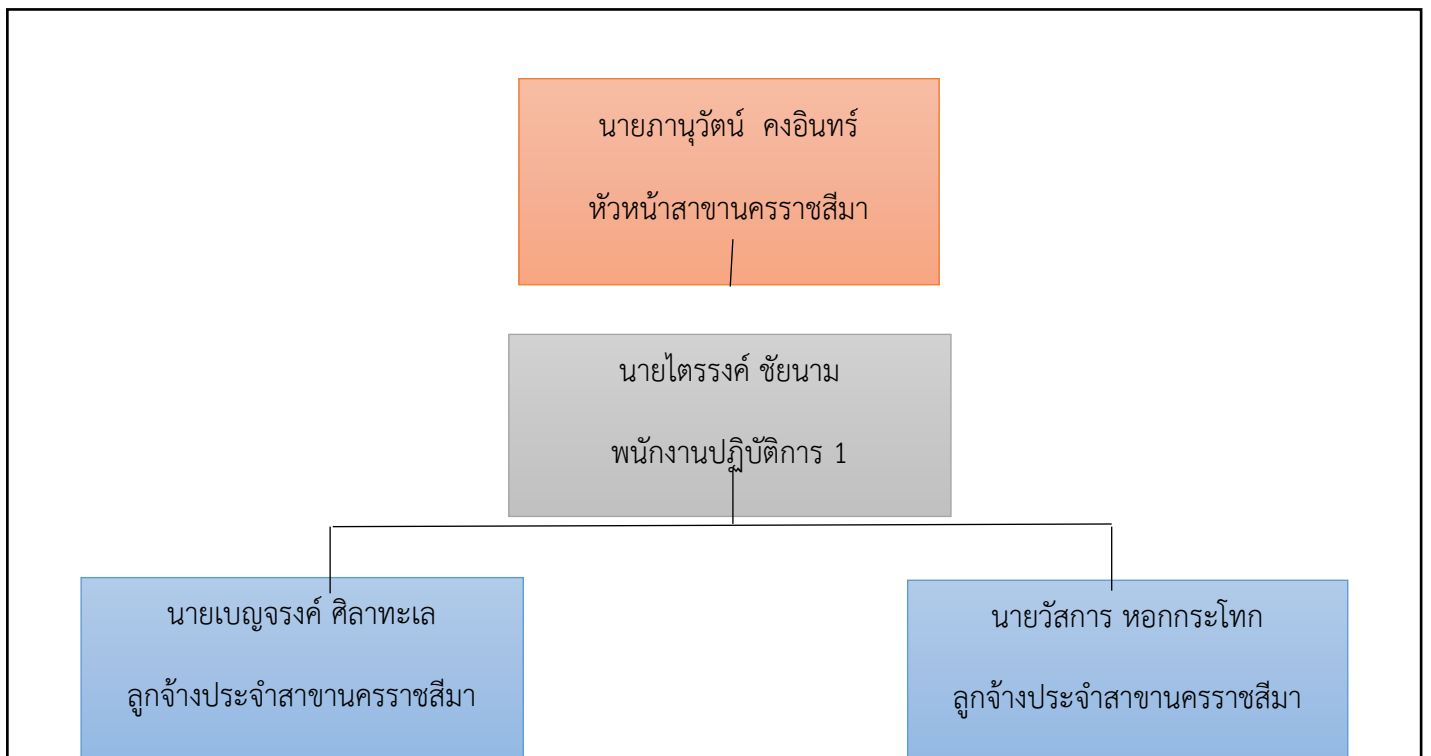 นายภานุวัตน์ คงอินทร์
หัวหน้าสาขานครราชสีมา
นายไตรรงค์ ชัยนาม
พนักงานปฏิบัติการ 1
นายเบญจรงค์ ศิลาทะเล
ลูกจ้างประจำสาขานครราชสีมา
นายวัสการ หอกกระโทก
ลูกจ้างประจำสาขานครราชสีมา